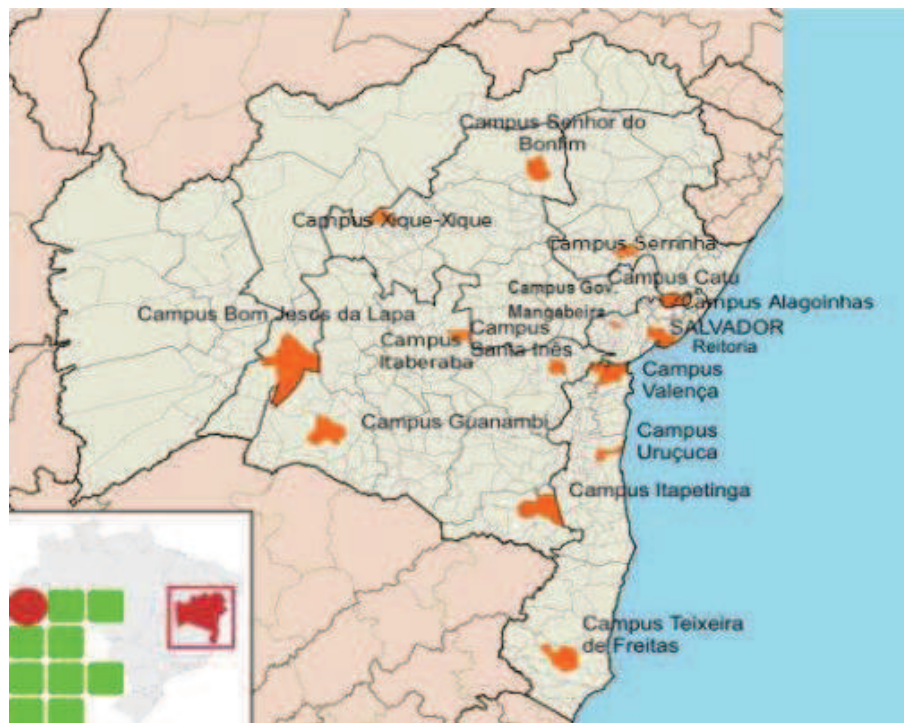 Campus Senhor do
Bonfim
Campus Xique-Xique
Campus Serrinha
Campus Catu
Campus Gov.
Mangabeira
Campus Alagoinhas
Campus Bom Jesus da Lapa
SALVADOR
Reitoria
Campus
Itaberaba
Campus
Santa Inês
Campus
Valença
Campus Guanambi
Campus
Uruçuca
Campus Itapetinga
Campus Teixeira
de Freitas